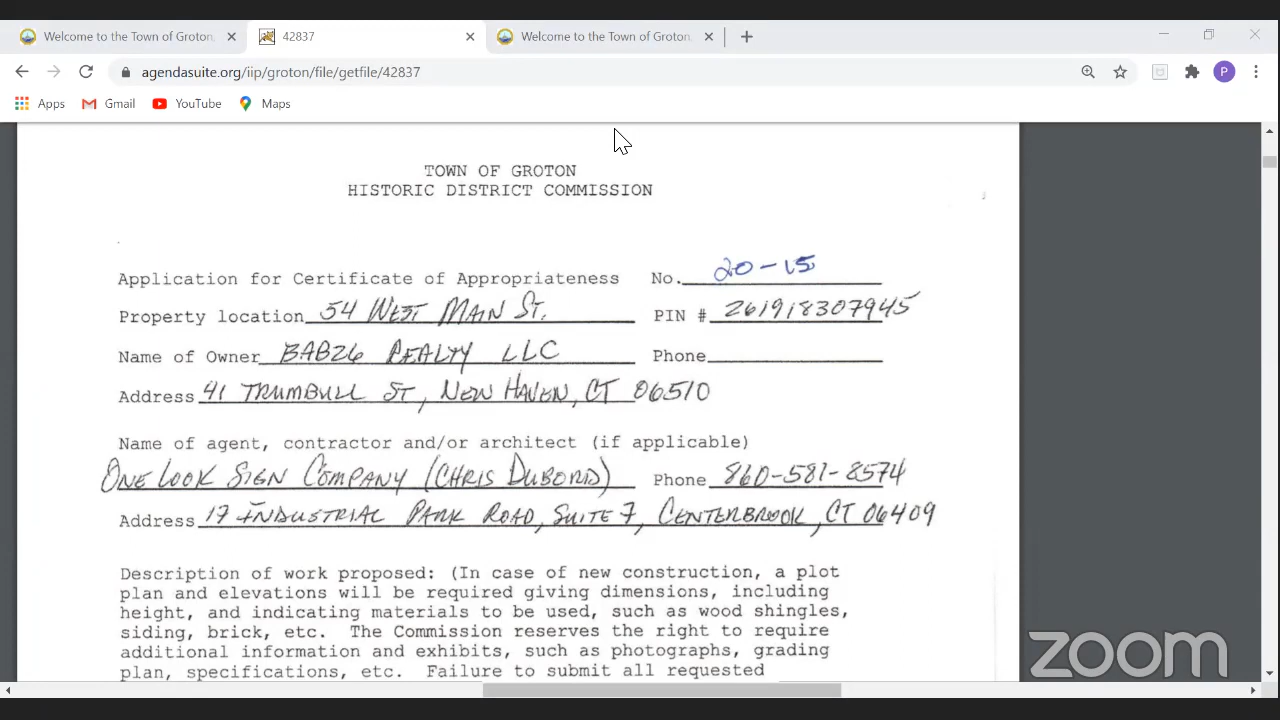 Welcome to the Town of Groton,
42837
Welcome to the Town of Groton,
agendasuite.org/iip/groton/file/getfile/42837
P
Apps Gmail YouTube Maps
TOWN OF GROTON
HISTORIC DISTRICT COMMISSION
Application for Certificate of Appropriateness No. 20-15
Property location 54 WEST MAIN ST. PIN # 261918307945
Name of Owner BAB26 REALTY LLC Phone
Address 41 TRUMBULL ST, NEW HAVEN, CT 06510
Name of agent, contractor and/or architect (if applicable)
ONE LOOK SIGN COMPANY (CHRIS DUBORD) Phone 860-581-8574
Address 17 INDUSTRIAL PARK ROAD, SUITE 7, CENTERBROOK, CT 06409
Description of work proposed: (In case of new construction, a plot
plan and elevations will be required giving dimensions, including
height, and indicating materials to be used, such as wood shingles,
siding, brick, etc. The Commission reserves the right to require
additional information and exhibits, such as photographs, grading
plan, specifications, etc. Failure to submit all requested
zoom